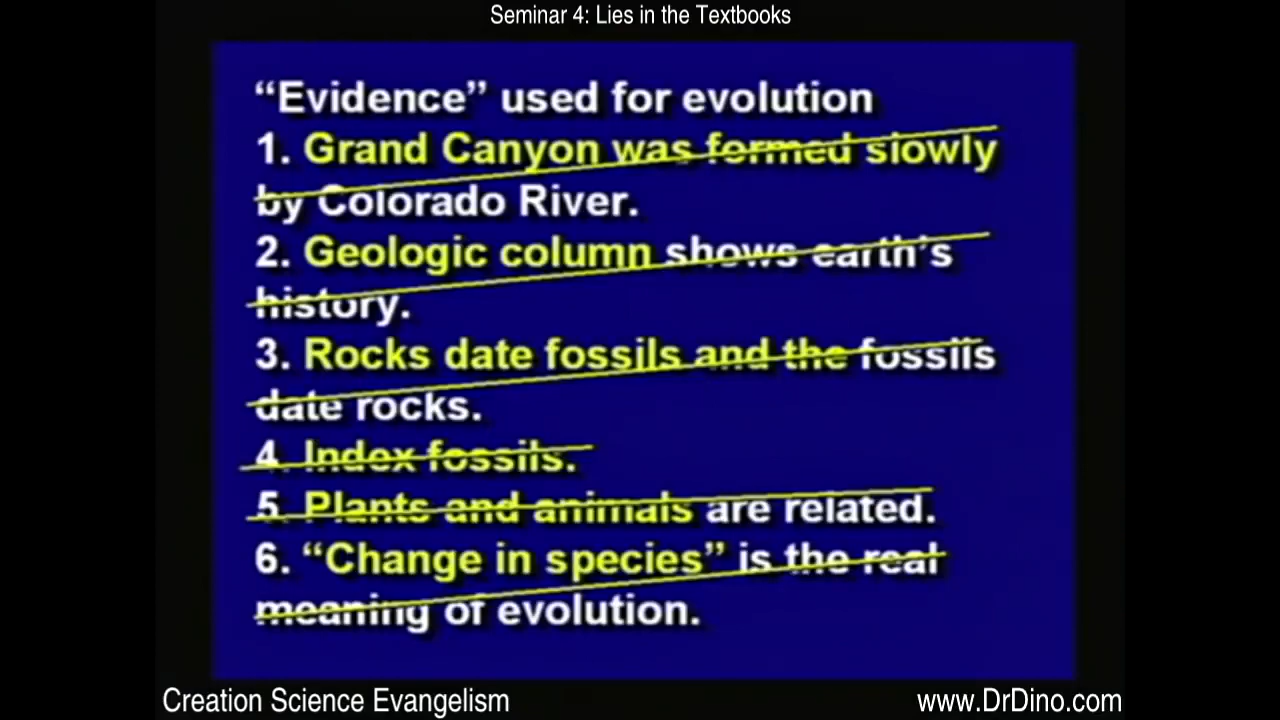 Seminar 4: Lies in the Textbooks
“Evidence” used for evolution
1. Grand Canyon was formed slowly
by Colorado River.
2. Geologic column shows earth's
history.
3. Rocks date fossils and the fossils
date rocks.
4. Index fossils.
5. Plants and animals are related.
6. “Change in species” is the real
meaning of evolution.
Creation Science Evangelism
www.DrDino.com